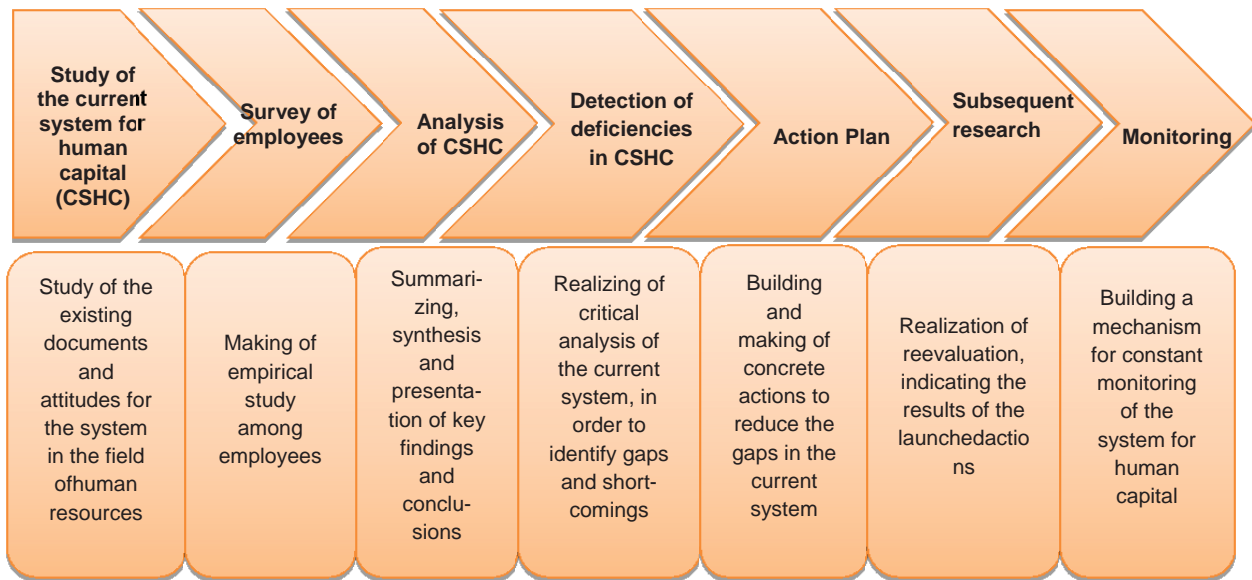 Study of
the current
system for
human
capital
(CSHC)
Survey of
employees
Analysis
of CSHC
Detection of
deficiencies
in CSHC
Action Plan
Subsequent
research
Monitoring
Study of the
existing
documents
and
attitudes for
the system
in the field
ofhuman
resources
Making of
empirical
study
among
employees
Summari-
zing,
synthesis
and
presenta-
tion of key
findings
and
conclu-
sions
Realizing of
critical
analysis of
the current
system, in
order to
identify gaps
and short-
comings
Building
and
making of
concrete
actions to
reduce the
gaps in the
current
system
Realization of
reevaluation,
indicating the
results of the
launchedactio
ns
Building a
mechanism
for constant
monitoring
of the
system for
human
capital